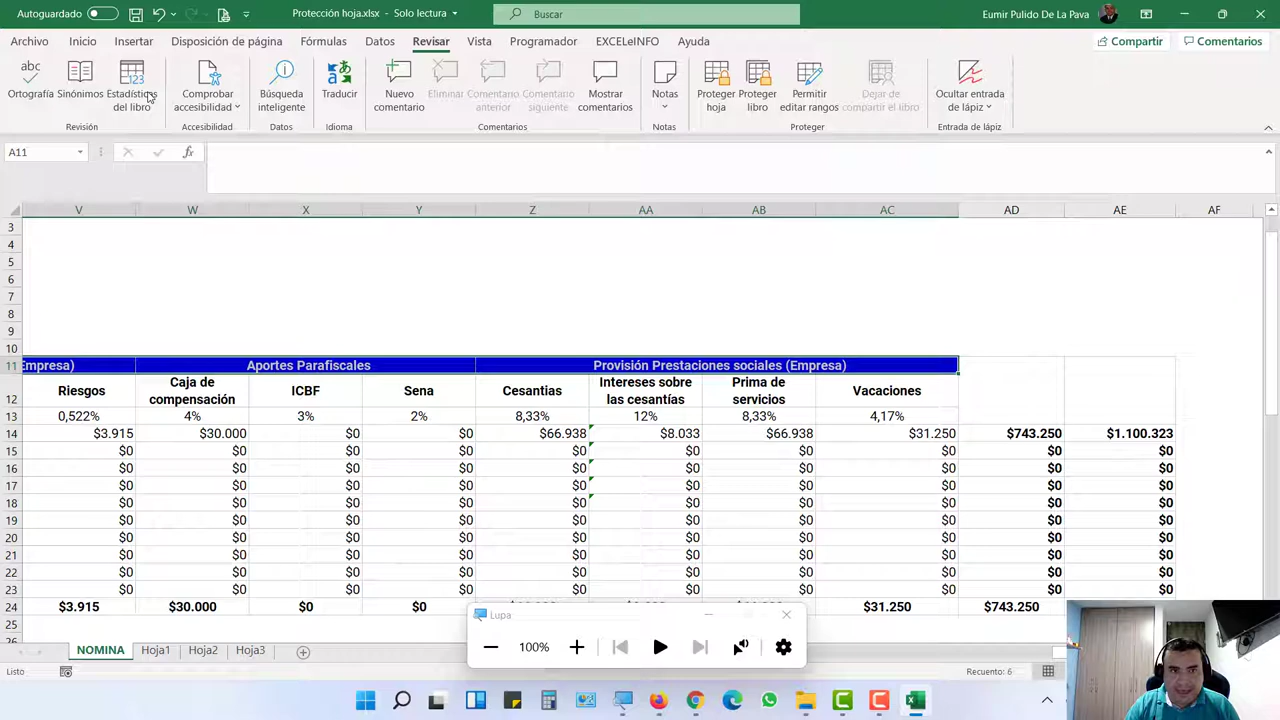 Autoguardado
Protección hoja.xlsx - Solo lectura
Buscar
Eumir Pulido De La Pava
Archivo Inicio Insertar Disposición de página Fórmulas Datos Revisar Vista Programador EXCELeINFO Ayuda
Compartir Comentarios
abc
123
Ortografía
Sinónimos
Estadísticas
del libro
Comprobar
accesibilidad
Búsqueda
inteligente
Traducir
Nuevo
comentario
Eliminar
Comentario
anterior
Comentario
siguiente
Mostrar
comentarios
Notas
Proteger
hoja
Proteger
libro
Permitir
editar rangos
Dejar de
compartir el libro
Ocultar entrada
de lápiz
Revisión Accesibilidad Datos Idioma Comentarios Notas Proteger Entrada de lápiz
A11 fx
V W X Y Z AA AB AC AD AE AF
3
4
5
6
7
8
9
10
11 Empresa) Aportes Parafiscales Provisión Prestaciones sociales (Empresa)
12 Riesgos Caja de compensación ICBF Sena Cesantias Intereses sobre las cesantías Prima de servicios Vacaciones
13 0,522% 4% 3% 2% 8,33% 12% 8,33% 4,17%
14 $3.915 $30.000 $0 $0 $66.938 $8.033 $66.938 $31.250 $743.250 $1.100.323
15 $0 $0 $0 $0 $0 $0 $0 $0 $0 $0
16 $0 $0 $0 $0 $0 $0 $0 $0 $0 $0
17 $0 $0 $0 $0 $0 $0 $0 $0 $0 $0
18 $0 $0 $0 $0 $0 $0 $0 $0 $0 $0
19 $0 $0 $0 $0 $0 $0 $0 $0 $0 $0
20 $0 $0 $0 $0 $0 $0 $0 $0 $0 $0
21 $0 $0 $0 $0 $0 $0 $0 $0 $0 $0
22 $0 $0 $0 $0 $0 $0 $0 $0 $0 $0
23 $0 $0 $0 $0 $0 $0 $0 $0 $0 $0
24 $3.915 $30.000 $0 $0 $31.250 $743.250
25
Lupa
100%
NOMINA Hoja1 Hoja2 Hoja3
Listo
Recuento: 6